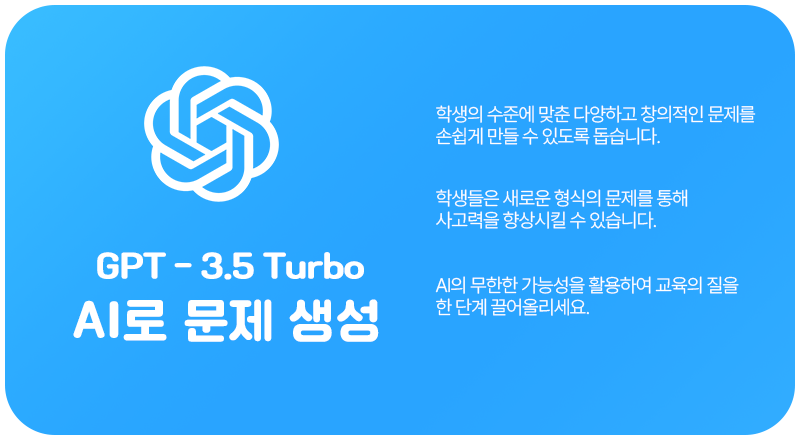 GPT - 3.5 Turbo
AI로 문제 생성
학생의 수준에 맞춘 다양하고 창의적인 문제를
손쉽게 만들 수 있도록 돕습니다.
학생들은 새로운 형식의 문제를 통해
사고력을 향상시킬 수 있습니다.
AI의 무한한 가능성을 활용하여 교육의 질을
한 단계 끌어올리세요.